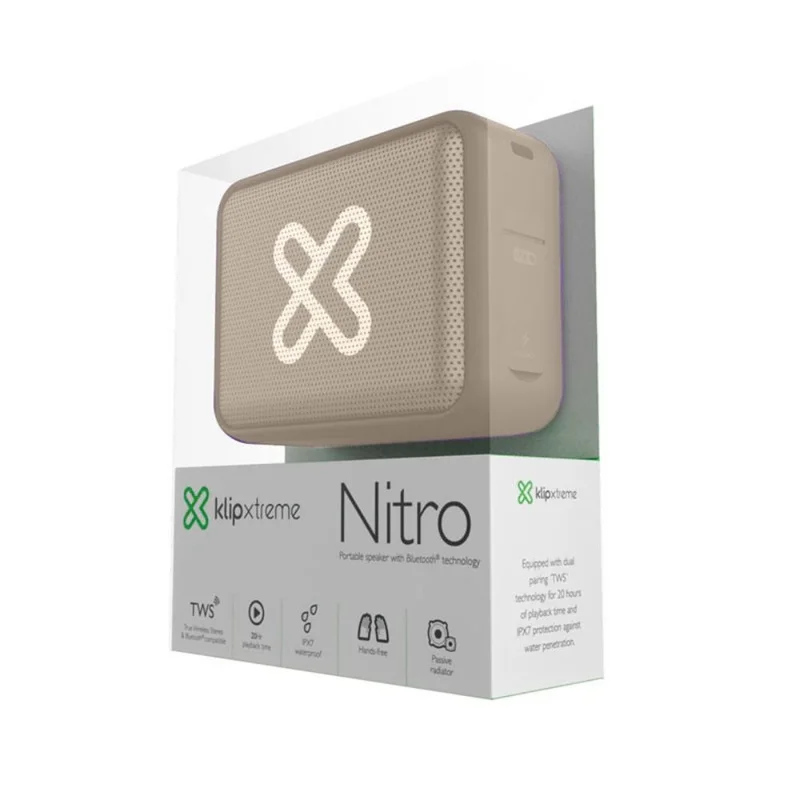 klipxtreme
Nitro
Portable speaker with Bluetooth® technology
TWS
True Wireless Stereo
& Bluetooth® compatible
20-hr
playback time
IPX7
waterproof
Hands-free
Passive
radiator
klipxtreme
Equipped with dual
pairing "TWS"
technology for 20 hours
of playback time and
IPX7 protection against
water penetration.